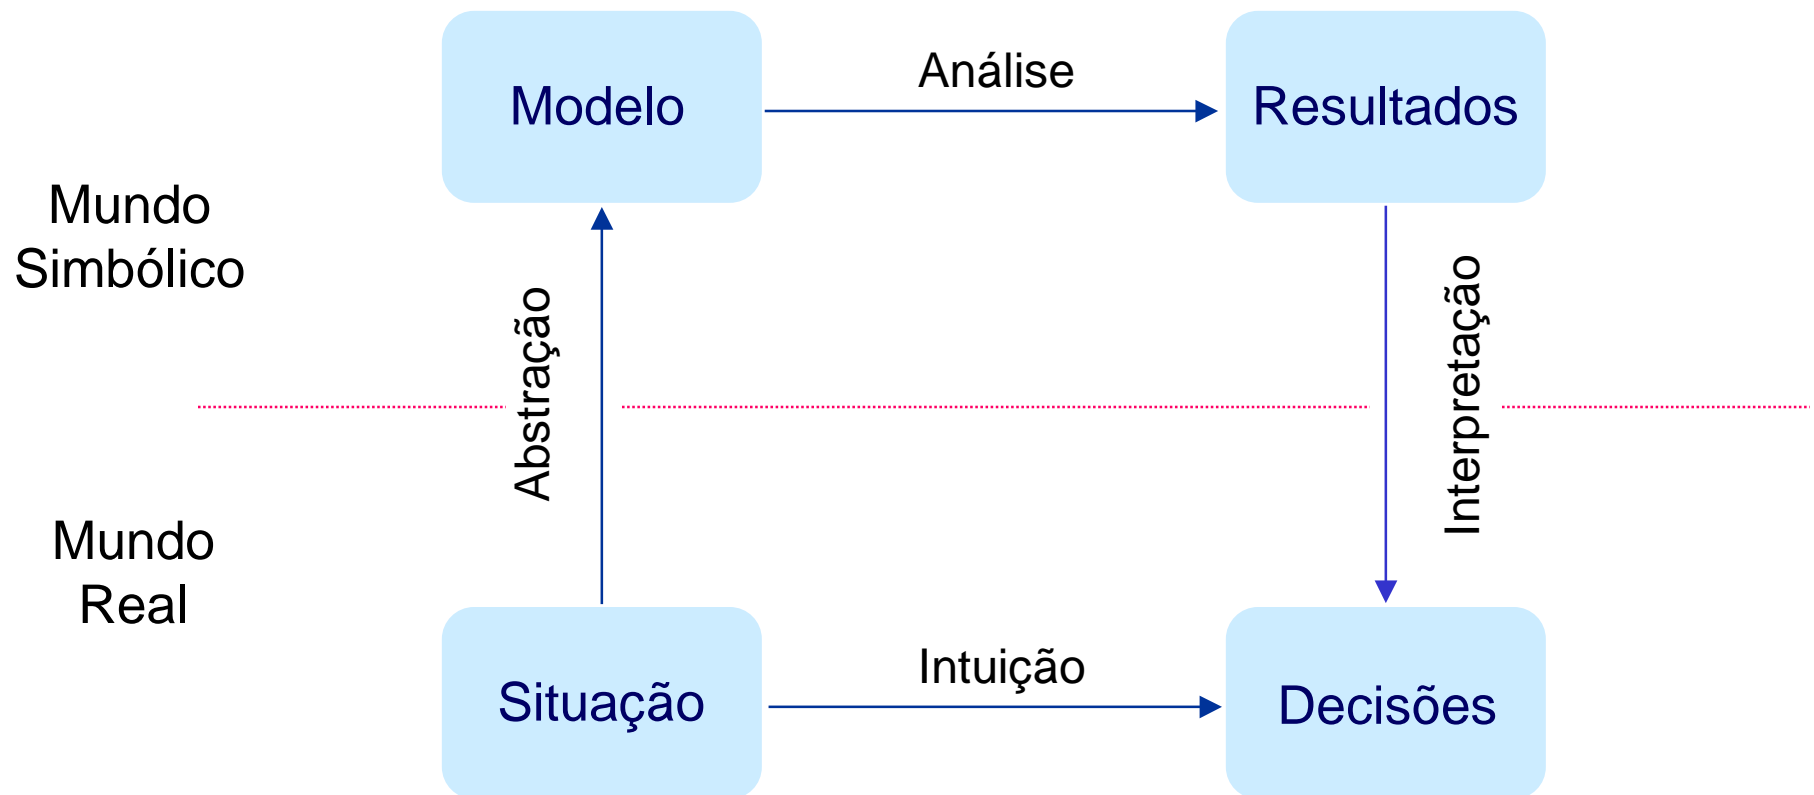 Análise
Modelo
Resultados
Mundo
Simbólico
Abstração
Interpretação
Mundo
Real
Intuição
Situação
Decisões